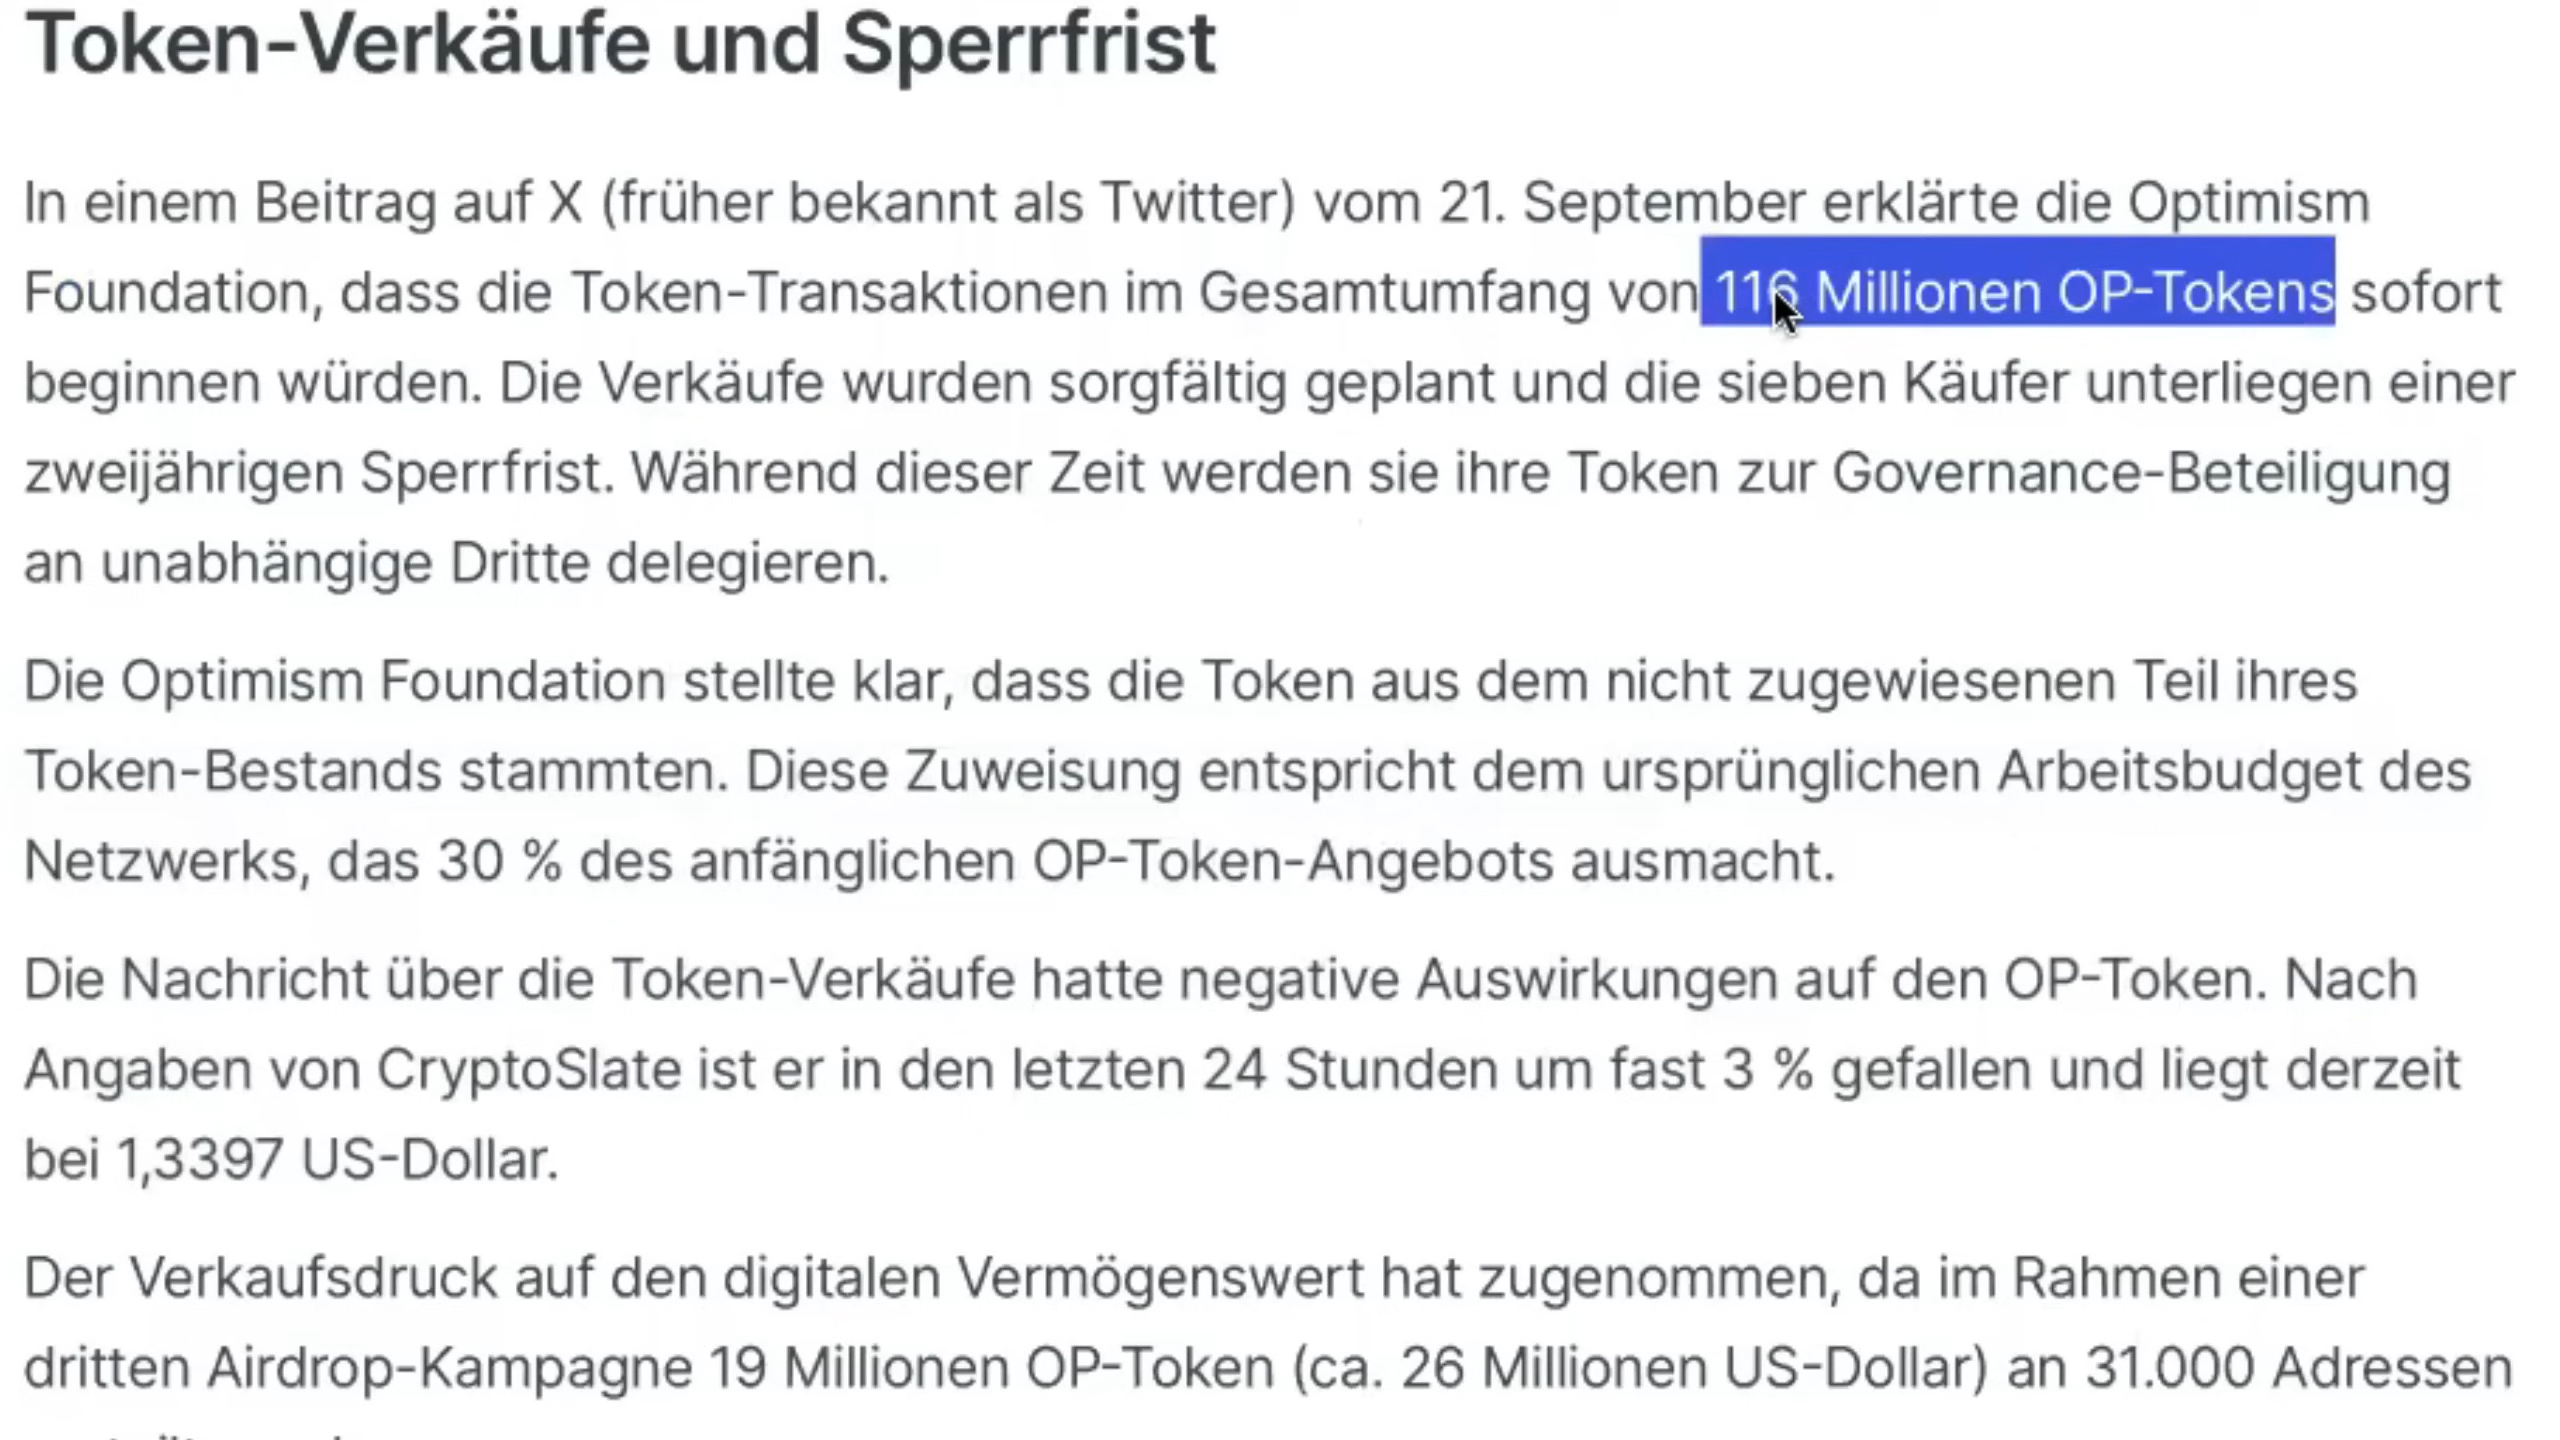 Token-Verkäufe und Sperrfrist
In einem Beitrag auf X (früher bekannt als Twitter) vom 21. September erklärte die Optimism
Foundation, dass die Token-Transaktionen im Gesamtumfang von 116 Millionen OP-Tokens sofort
beginnen würden. Die Verkäufe wurden sorgfältig geplant und die sieben Käufer unterliegen einer
zweijährigen Sperrfrist. Während dieser Zeit werden sie ihre Token zur Governance-Beteiligung
an unabhängige Dritte delegieren.
Die Optimism Foundation stellte klar, dass die Token aus dem nicht zugewiesenen Teil ihres
Token-Bestands stammten. Diese Zuweisung entspricht dem ursprünglichen Arbeitsbudget des
Netzwerks, das 30 % des anfänglichen OP-Token-Angebots ausmacht.
Die Nachricht über die Token-Verkäufe hatte negative Auswirkungen auf den OP-Token. Nach
Angaben von CryptoSlate ist er in den letzten 24 Stunden um fast 3 % gefallen und liegt derzeit
bei 1,3397 US-Dollar.
Der Verkaufsdruck auf den digitalen Vermögenswert hat zugenommen, da im Rahmen einer
dritten Airdrop-Kampagne 19 Millionen OP-Token (ca. 26 Millionen US-Dollar) an 31.000 Adressen